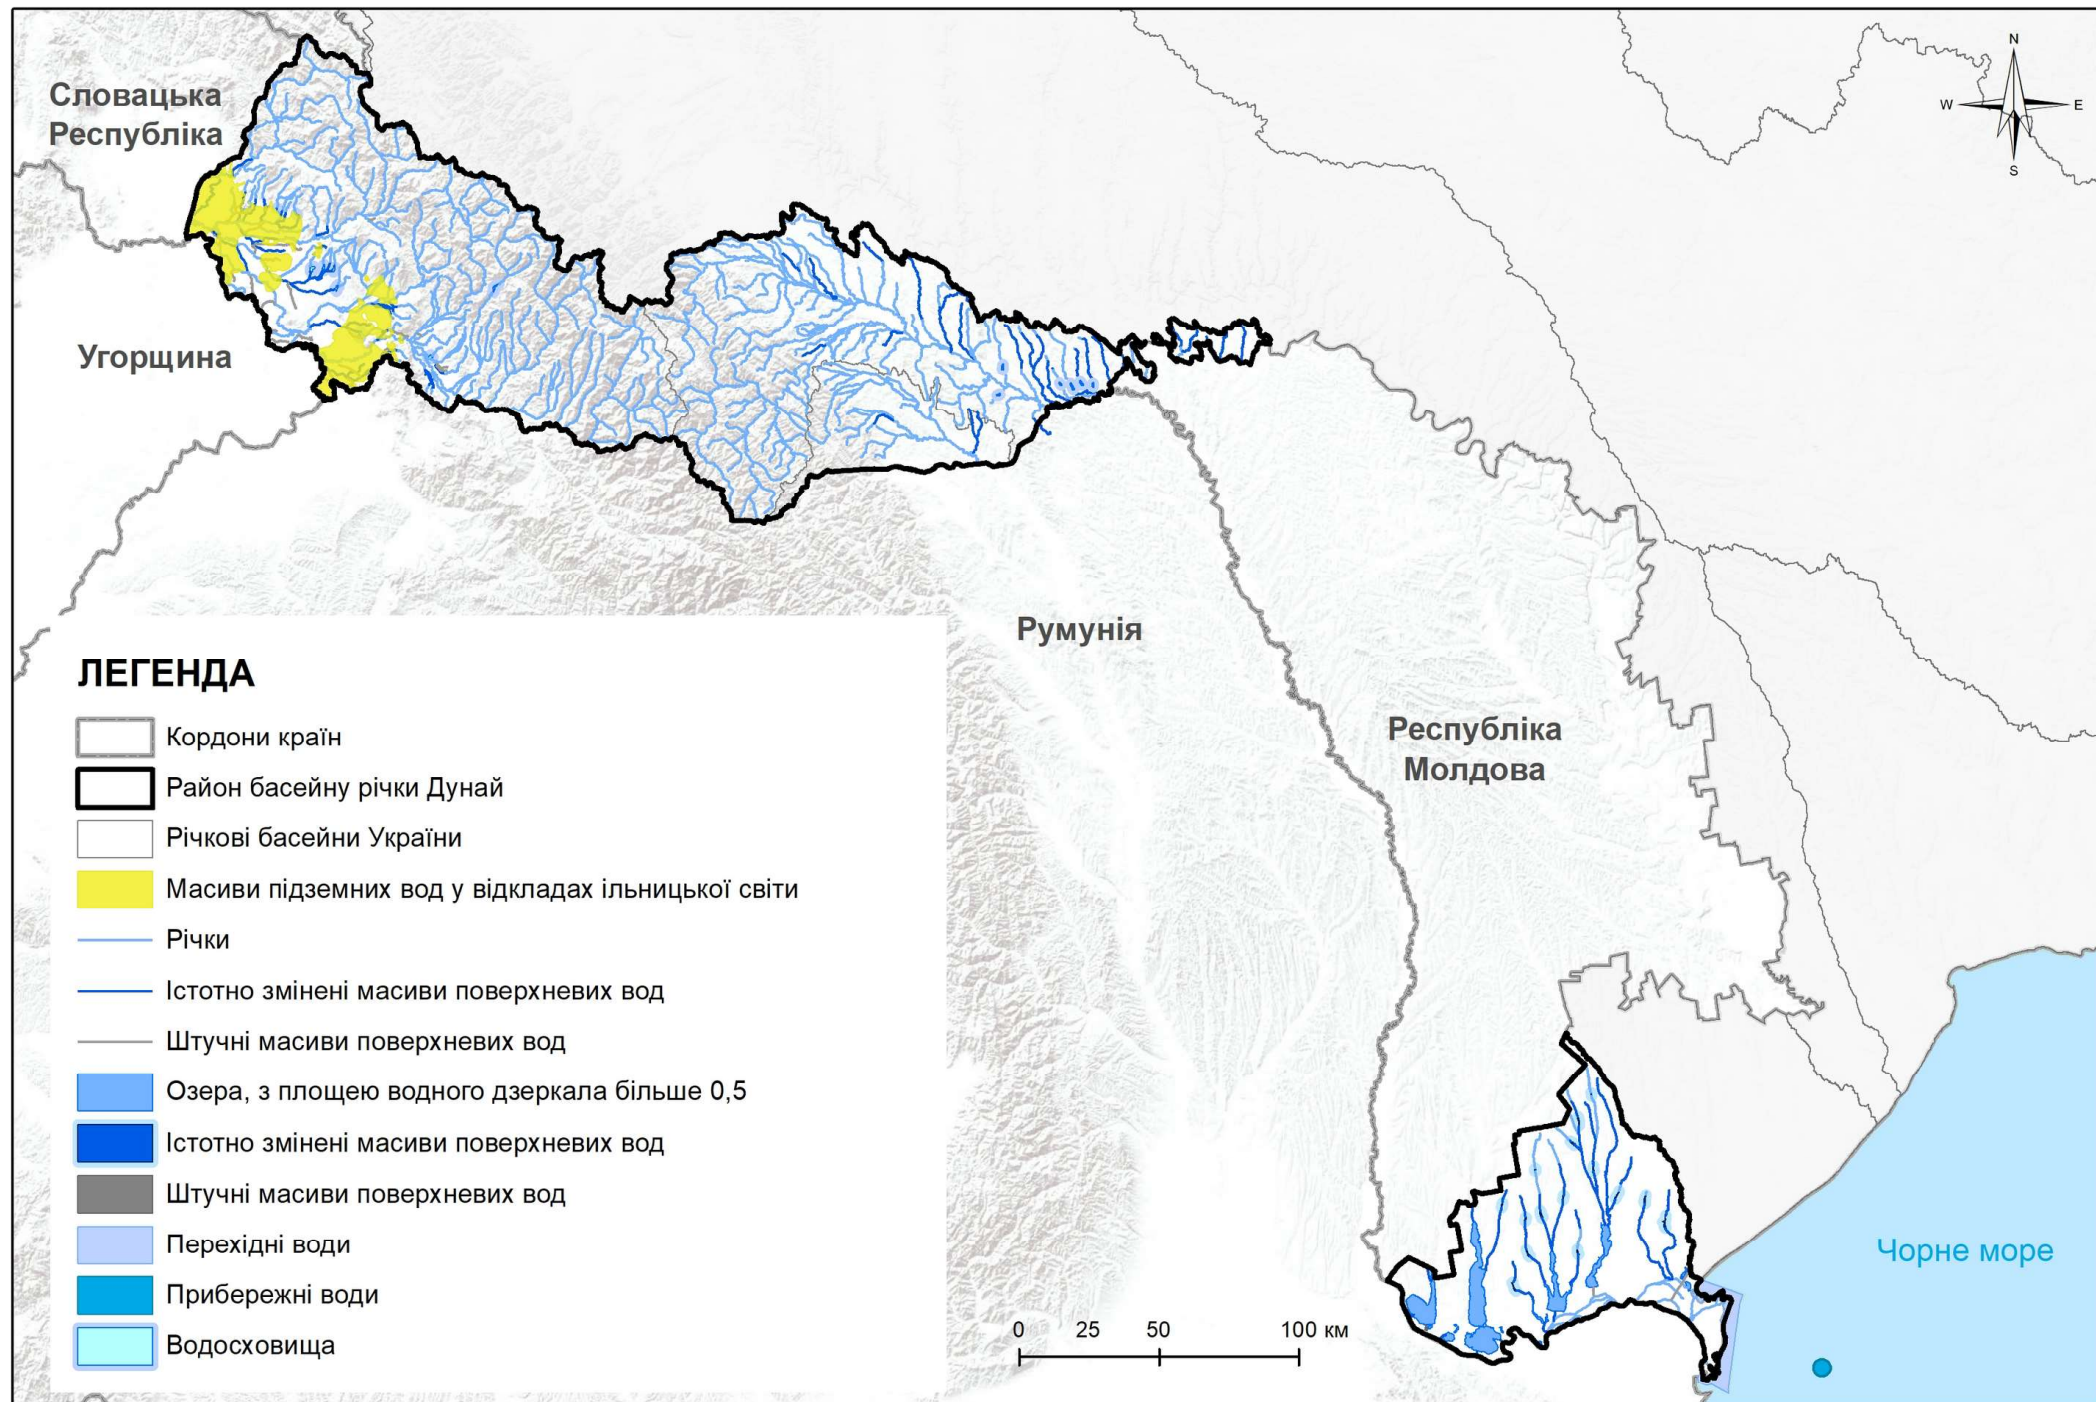 N
W E
S
Словацька
Республіка
Угорщина
Румунія
Республіка
Молдова
Чорне море
ЛЕГЕНДА
Кордони країн
Район басейну річки Дунай
Річкові басейни України
Масиви підземних вод у відкладах ільницької світи
Річки
Істотно змінені масиви поверхневих вод
Штучні масиви поверхневих вод
Озера, з площею водного дзеркала більше 0,5
Істотно змінені масиви поверхневих вод
Штучні масиви поверхневих вод
Перехідні води
Прибережні води
Водосховища
0 25 50 100 км